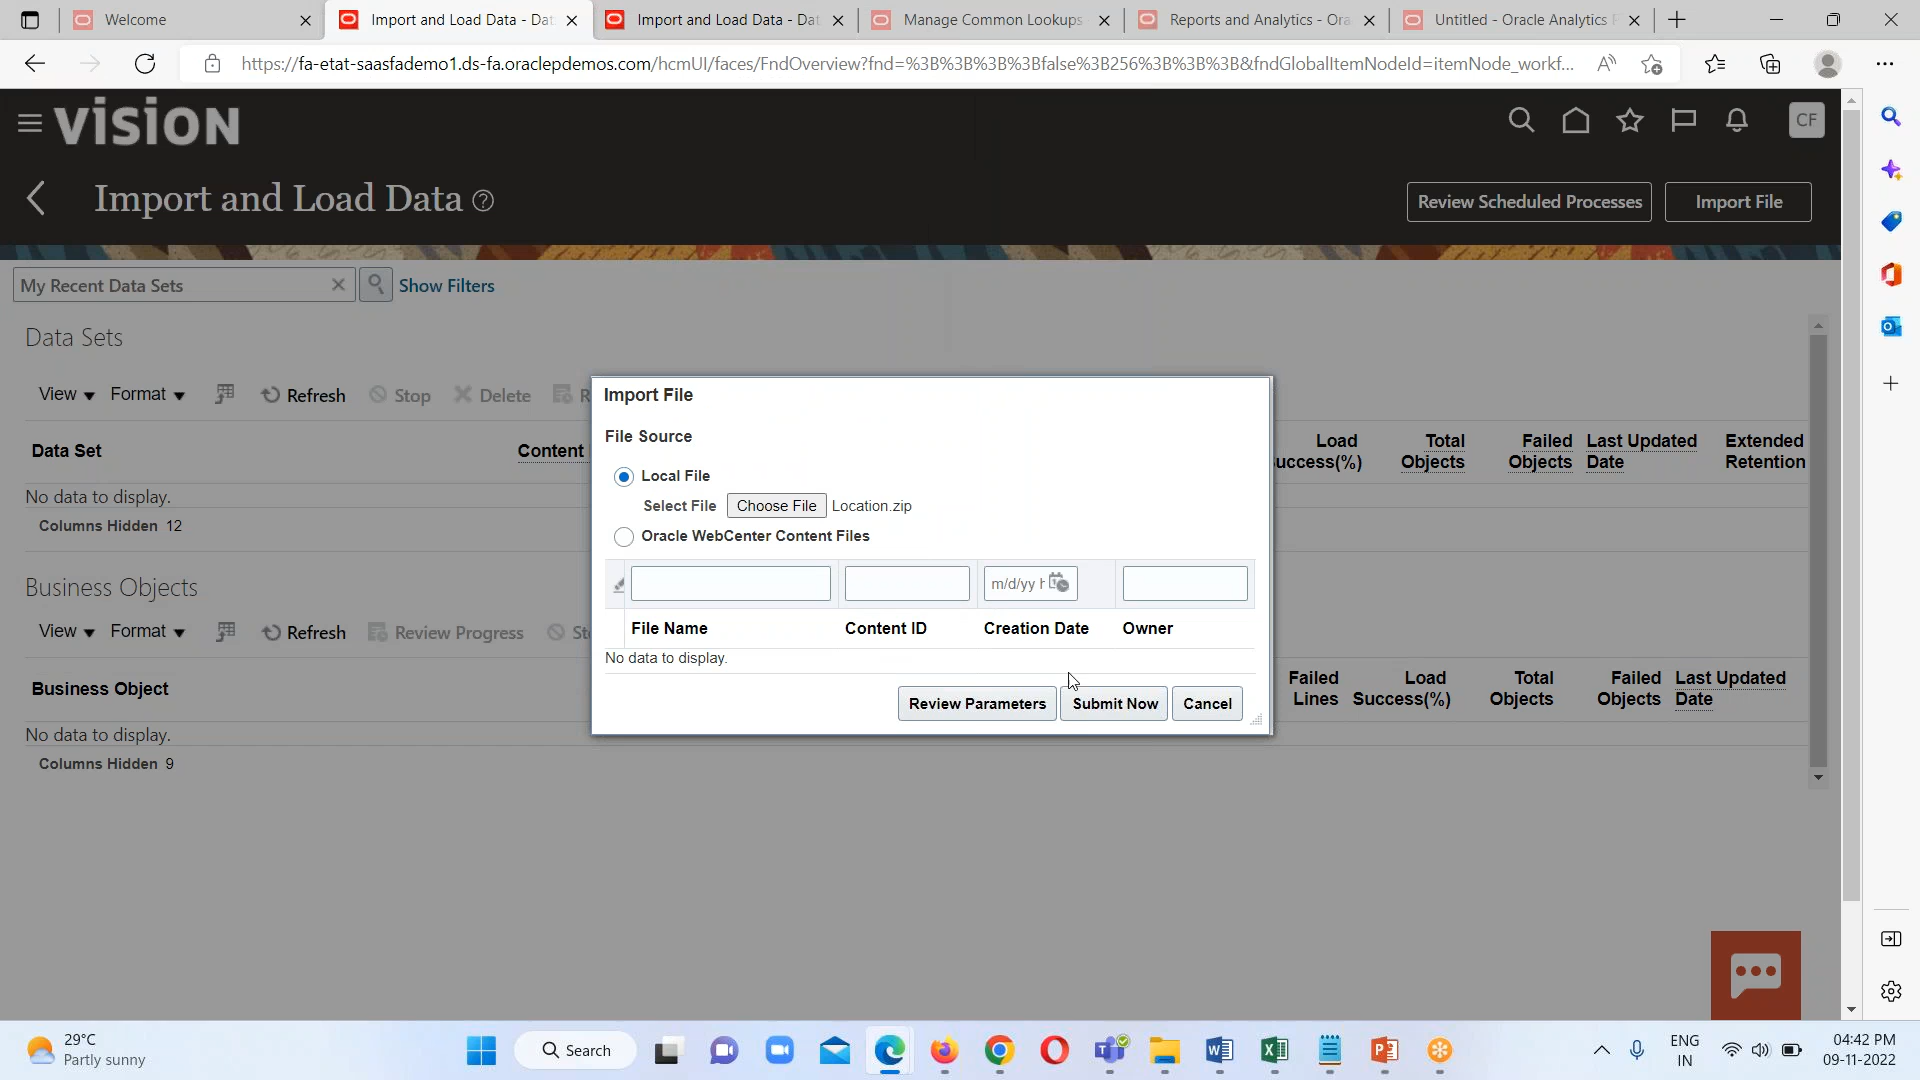 Welcome
Import and Load Data - Dat
Import and Load Data - Dat
Manage Common Lookups
Reports and Analytics - Ora
Untitled - Oracle Analytics
https://fa-etat-saasfademo1.ds-fa.oraclepdemos.com/hcmUI/faces/FndOverview?fnd=%3B%3B%3B%3Bfalse%3B256%3B%3B%3B&fndGlobalItemNodeId=itemNode_workf...
VISION
CF
Import and Load Data
Review Scheduled Processes
Import File
My Recent Data Sets
Show Filters
Data Sets
View Format Refresh Stop Delete R
Data Set Content Load Success(%) Total Objects Failed Objects Last Updated Date Extended Retention
No data to display.
Columns Hidden 12
Business Objects
View Format Refresh Review Progress St
Business Object Failed Lines Load Success(%) Total Objects Failed Objects Last Updated Date
No data to display.
Columns Hidden 9
Import File
File Source
Local File
Select File Choose File Location.zip
Oracle WebCenter Content Files
m/d/yy h
File Name Content ID Creation Date Owner
No data to display.
Review Parameters Submit Now Cancel
29°C
Partly sunny
Search
ENG
IN
04:42 PM
09-11-2022